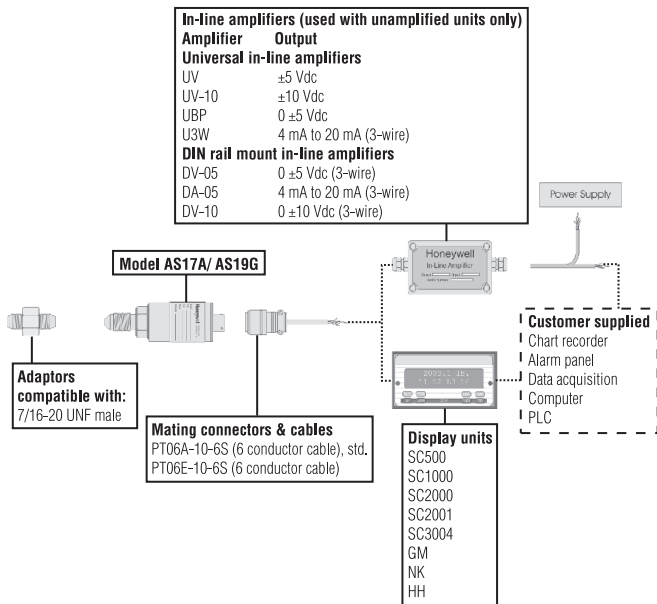 In-line amplifiers (used with unamplified units only)
Amplifier Output
Universal in-line amplifiers
UV ±5 Vdc
UV-10 ±10 Vdc
UBP 0 ±5 Vdc
U3W 4 mA to 20 mA (3-wire)
DIN rail mount in-line amplifiers
DV-05 0 ±5 Vdc (3-wire)
DA-05 4 mA to 20 mA (3-wire)
DV-10 0 ±10 Vdc (3-wire)
Power Supply
Honeywell
In-Line Amplifier
Model AS17A/ AS19G
Adaptors
compatible with:
7/16-20 UNF male
Mating connectors & cables
PT06A-10-6S (6 conductor cable), std.
PT06E-10-6S (6 conductor cable)
Customer supplied
Chart recorder
Alarm panel
Data acquisition
Computer
PLC
Display units
SC500
SC1000
SC2000
SC2001
SC3004
GM
NK
HH